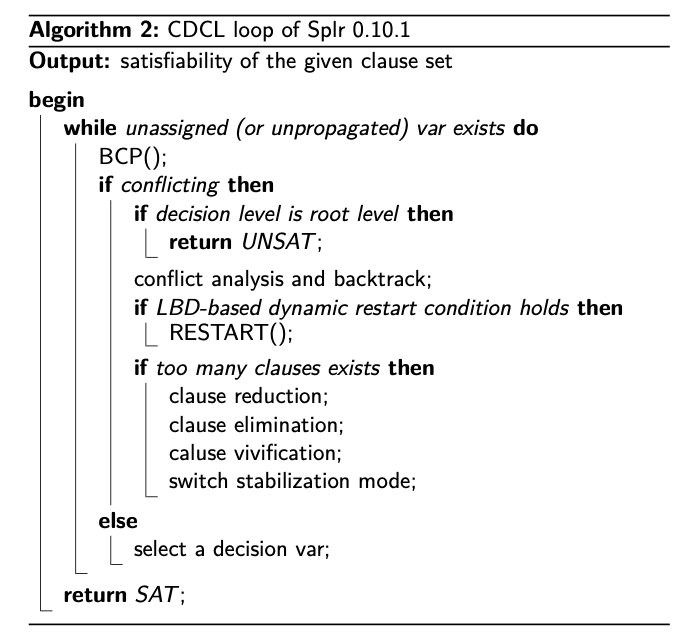 Algorithm 2: CDCL loop of Splr 0.10.1
Output: satisfiability of the given clause set
begin
while unassigned (or unpropagated) var exists do
BCP();
if conflicting then
if decision level is root level then
return UNSAT;
conflict analysis and backtrack;
if LBD-based dynamic restart condition holds then
RESTART();
if too many clauses exists then
clause reduction;
clause elimination;
caluse vivification;
switch stabilization mode;
else
select a decision var;
return SAT;